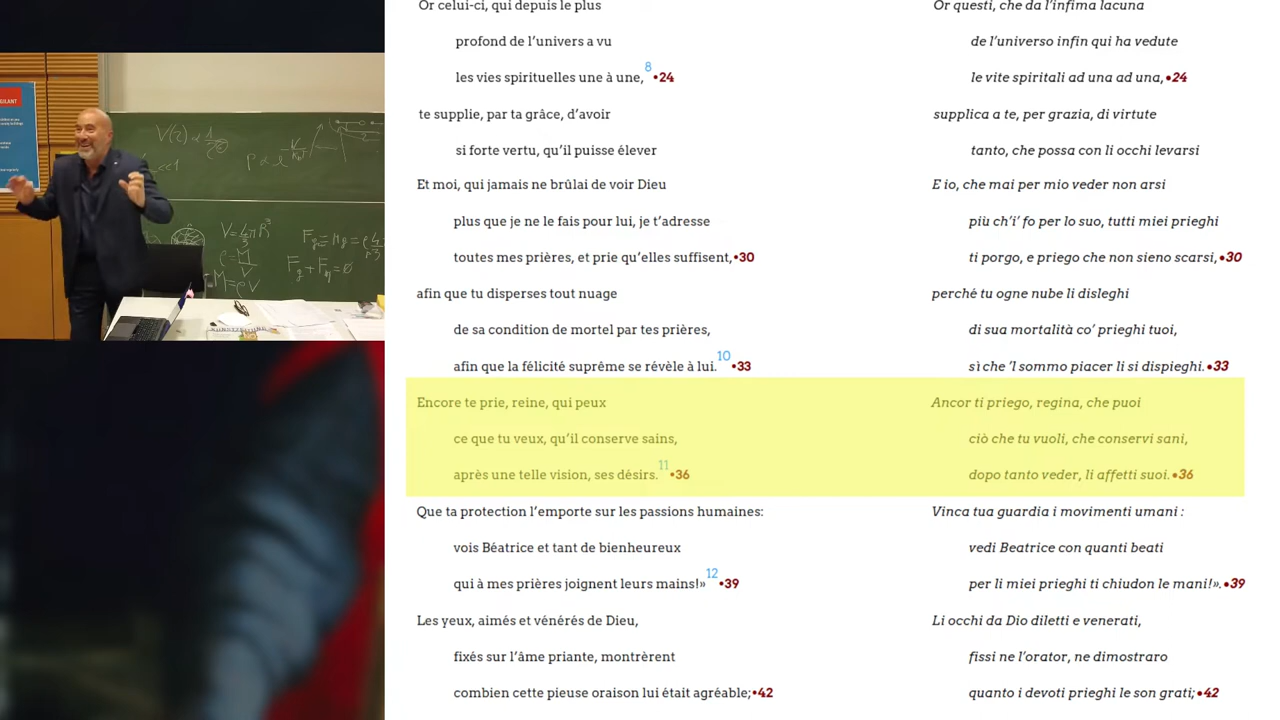 Or celui-ci, qui depuis le plus
profond de l’univers a vu
les vies spirituelles une à une,8 •24
te supplie, par ta grâce, d’avoir
si forte vertu, qu’il puisse élever
Et moi, qui jamais ne brûlai de voir Dieu
plus que je ne le fais pour lui, je t’adresse
toutes mes prières, et prie qu’elles suffisent,•30
afin que tu disperses tout nuage
de sa condition de mortel par tes prières,
afin que la félicité suprême se révèle à lui.10 •33
Encore te prie, reine, qui peux
ce que tu veux, qu’il conserve sains,
après une telle vision, ses désirs.11 •36
Que ta protection l’emporte sur les passions humaines:
vois Béatrice et tant de bienheureux
qui à mes prières joignent leurs mains!»12 •39
Les yeux, aimés et vénérés de Dieu,
fixés sur l’âme priante, montrèrent
combien cette pieuse oraison lui était agréable;•42
Or questi, che da l’infima lacuna
de l’universo infin qui ha vedute
le vite spiritali ad una ad una,•24
supplica a te, per grazia, di virtute
tanto, che possa con li occhi levarsi
E io, che mai per mio veder non arsi
più ch’i’ fo per lo suo, tutti miei prieghi
ti porgo, e priego che non sieno scarsi,•30
perché tu ogne nube li disleghi
di sua mortalità co’ prieghi tuoi,
sì che ’l sommo piacer li si dispieghi.•33
Ancor ti priego, regina, che puoi
ciò che tu vuoli, che conservi sani,
dopo tanto veder, li affetti suoi.•36
Vinca tua guardia i movimenti umani :
vedi Beatrice con quanti beati
per li miei prieghi ti chiudon le mani!».•39
Li occhi da Dio diletti e venerati,
fissi ne l’orator, ne dimostraro
quanto i devoti prieghi le son grati;•42